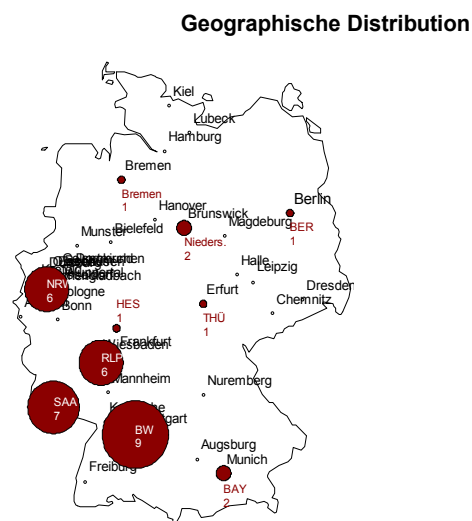 Geographische Distribution
Kiel
Lubeck
Hamburg
Bremen
Bremen
1
Berlin
BER
1
Hanover
Brunswick
Nieders.
2
Magdeburg
Munster
Bielefeld
Halle
Leipzig
NRW
6
Bonn
HES
1
Erfurt
THÜ
1
Dresden
Chemnitz
Frankfurt
RLP
6
Mannheim
Nuremberg
SAA
7
BW
9
Augsburg
Munich
BAY
2
Freiburg